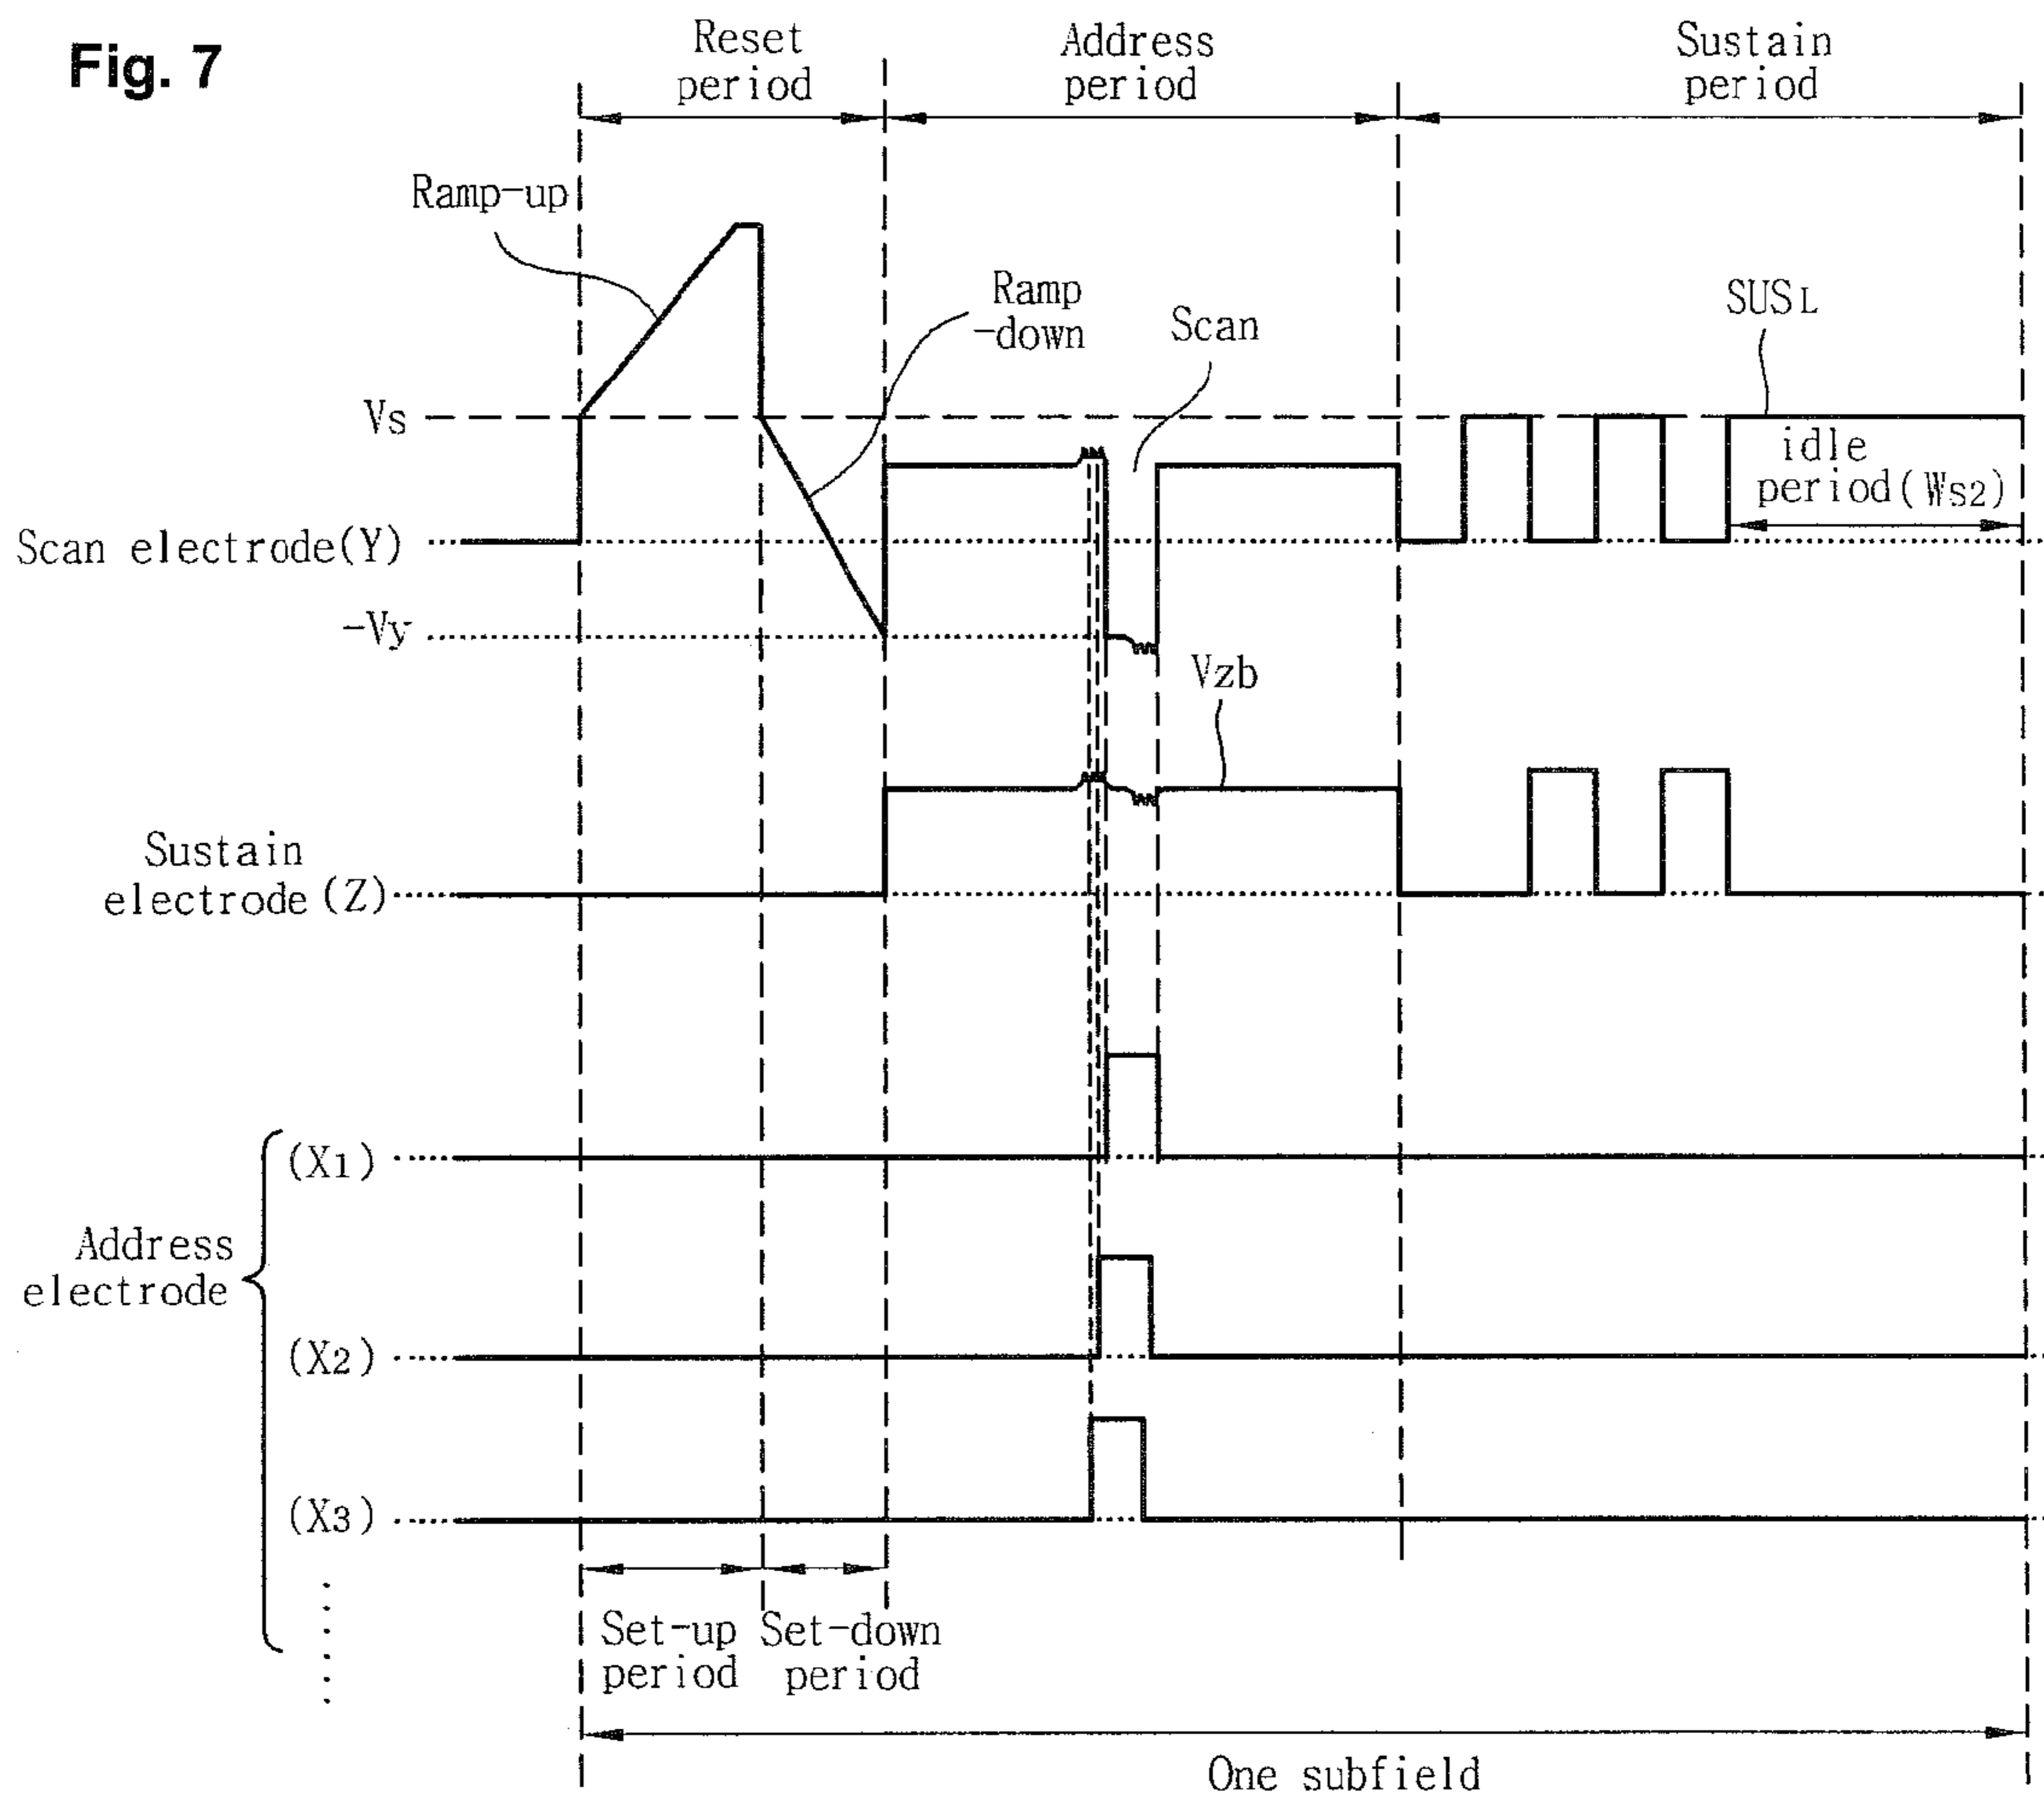 Fig. 7
Reset
period
Address
period
Sustain
period
Ramp-up
Ramp
-down
Scan
SUSL
Vs
idle
period(Ws2)
Scan electrode(Y)
-Vy
Vzb
Sustain
electrode(Z)
(X1)
Address
electrode
(X2)
(X3)
Set-up
period
Set-down
period
One subfield